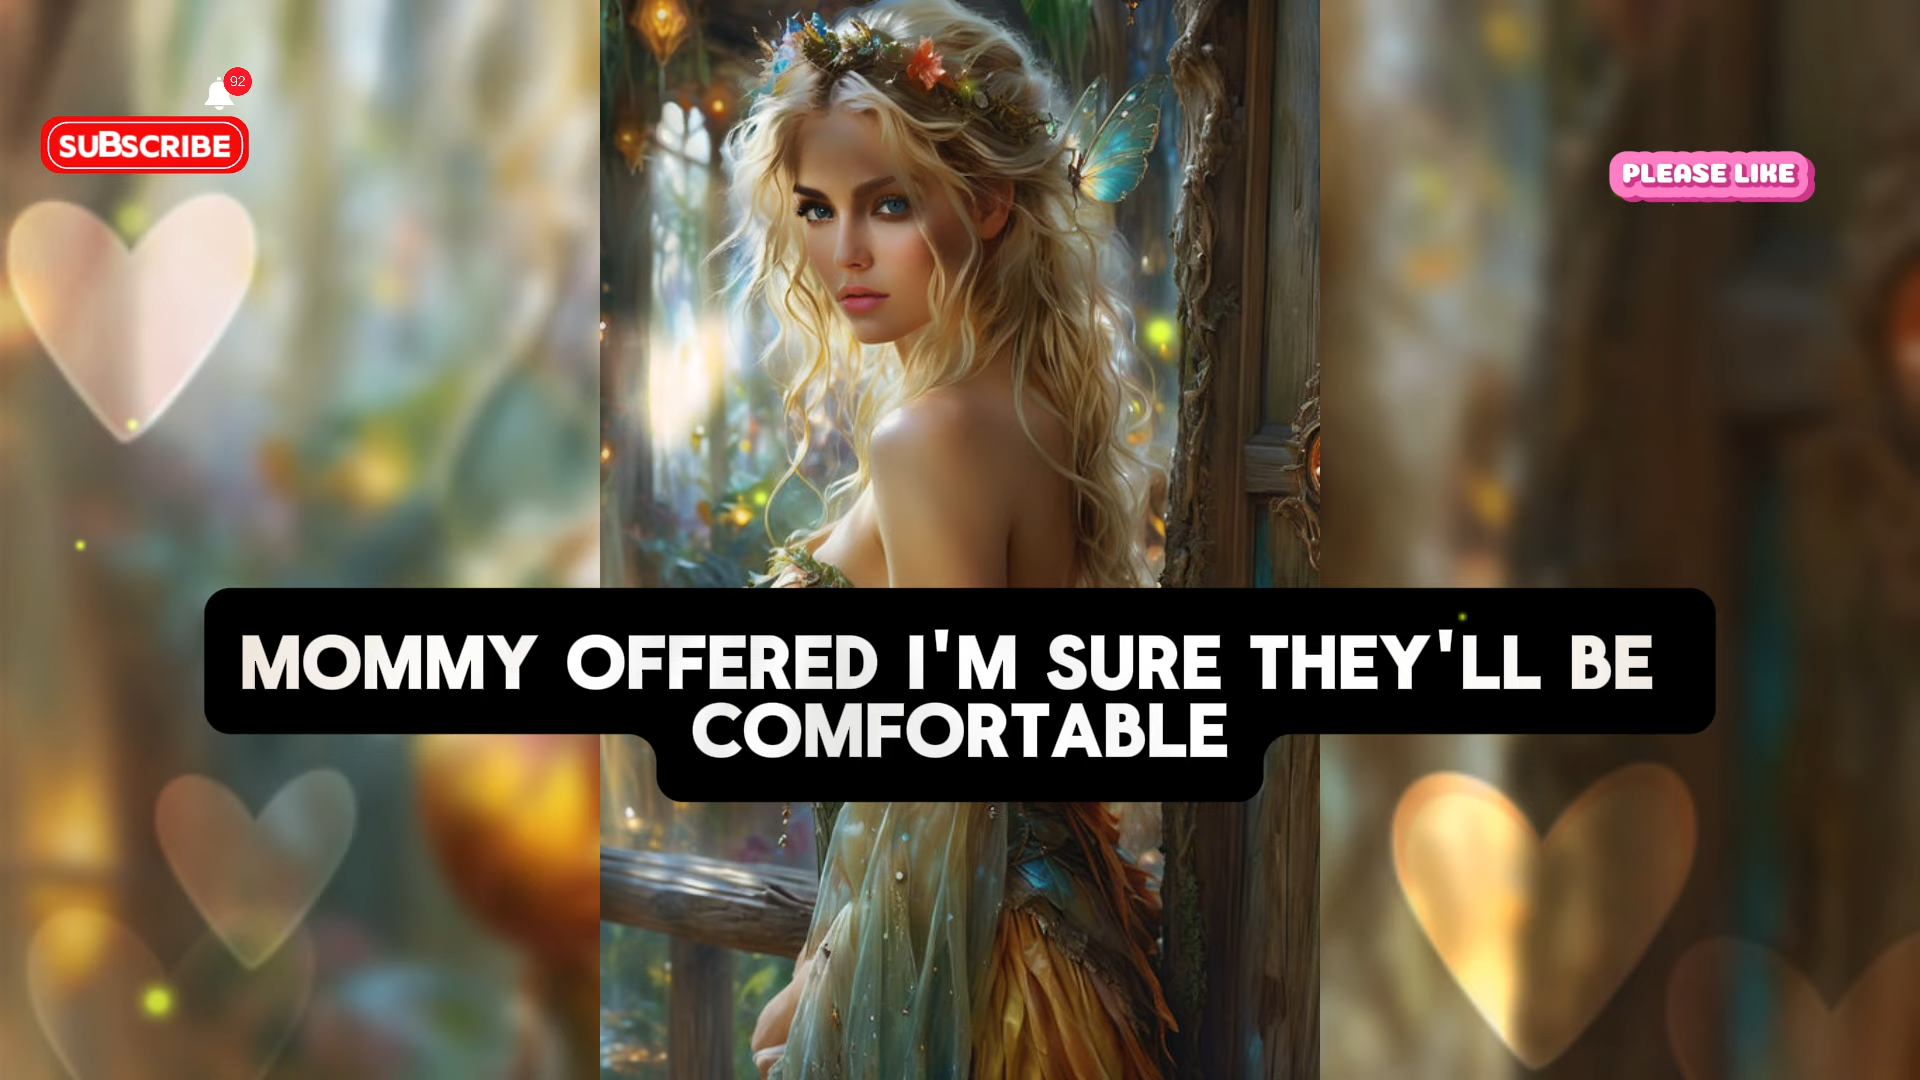 92
SUBSCRIBE
PLEASE LIKE
MOMMY OFFERED I'M SURE THEY'LL BE
COMFORTABLE